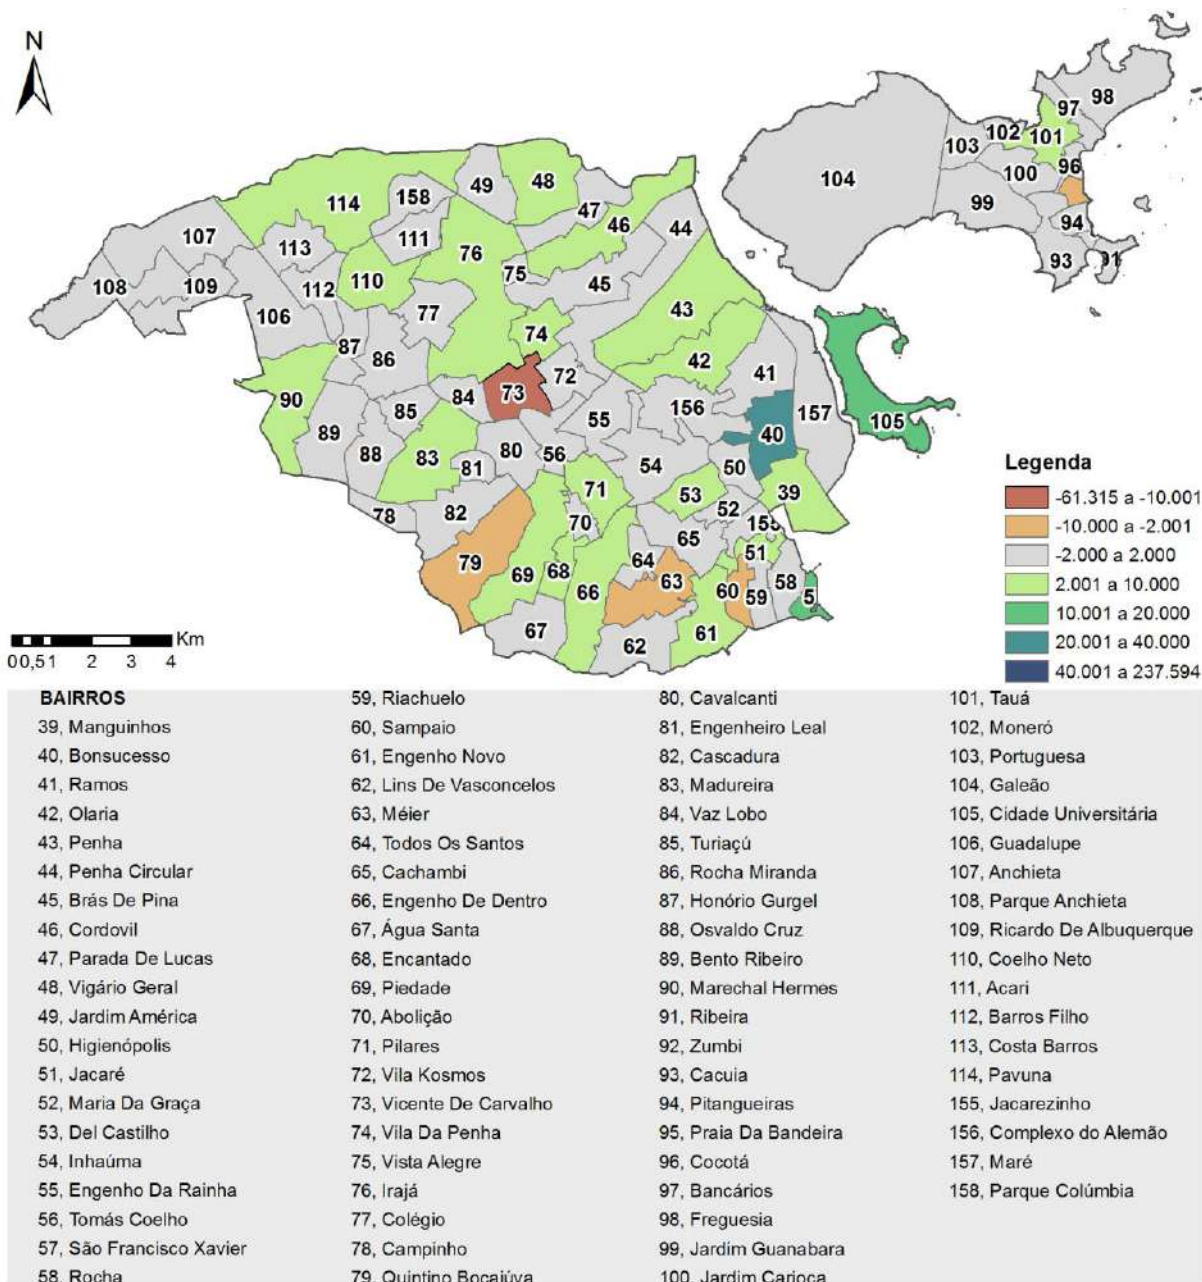 N
104
103
102
101
97
98
96
100
99
94
93
91
105
114
158
49
48
47
46
44
107
113
111
76
75
45
108
109
112
110
106
77
74
43
87
86
73
72
42
41
90
85
84
55
156
40
157
89
88
83
81
80
56
54
50
39
78
82
71
53
52
155
79
70
65
51
69
68
66
64
63
60
59
58
5
67
62
61
Legenda
-61.315 a -10.001
-10.000 a -2.001
-2.000 a 2.000
2.001 a 10.000
10.001 a 20.000
20.001 a 40.000
40.001 a 237.594
Km
0 0,5 1 2 3 4
BAIRROS
39, Manguinhos
40, Bonsucesso
41, Ramos
42, Olaria
43, Penha
44, Penha Circular
45, Brás De Pina
46, Cordovil
47, Parada De Lucas
48, Vigário Geral
49, Jardim América
50, Higienópolis
51, Jacaré
52, Maria Da Graça
53, Del Castilho
54, Inhaúma
55, Engenho Da Rainha
56, Tomás Coelho
57, São Francisco Xavier
58, Rocha
59, Riachuelo
60, Sampaio
61, Engenho Novo
62, Lins De Vasconcelos
63, Méier
64, Todos Os Santos
65, Cachambi
66, Engenho De Dentro
67, Água Santa
68, Encantado
69, Piedade
70, Abolição
71, Pilares
72, Vila Kosmos
73, Vicente De Carvalho
74, Vila Da Penha
75, Vista Alegre
76, Irajá
77, Colégio
78, Campinho
79, Quintino Bocaiúva
80, Cavalcanti
81, Engenheiro Leal
82, Cascadura
83, Madureira
84, Vaz Lobo
85, Turiaçú
86, Rocha Miranda
87, Honório Gurgel
88, Osvaldo Cruz
89, Bento Ribeiro
90, Marechal Hermes
91, Ribeira
92, Zumbi
93, Cacuia
94, Pitangueiras
95, Praia Da Bandeira
96, Cocotá
97, Bancários
98, Freguesia
99, Jardim Guanabara
100, Jardim Carioca
101, Tauá
102, Moneró
103, Portuguesa
104, Galeão
105, Cidade Universitária
106, Guadalupe
107, Anchieta
108, Parque Anchieta
109, Ricardo De Albuquerque
110, Coelho Neto
111, Acari
112, Barros Filho
113, Costa Barros
114, Pavuna
155, Jacarezinho
156, Complexo do Alemão
157, Maré
158, Parque Colúmbia